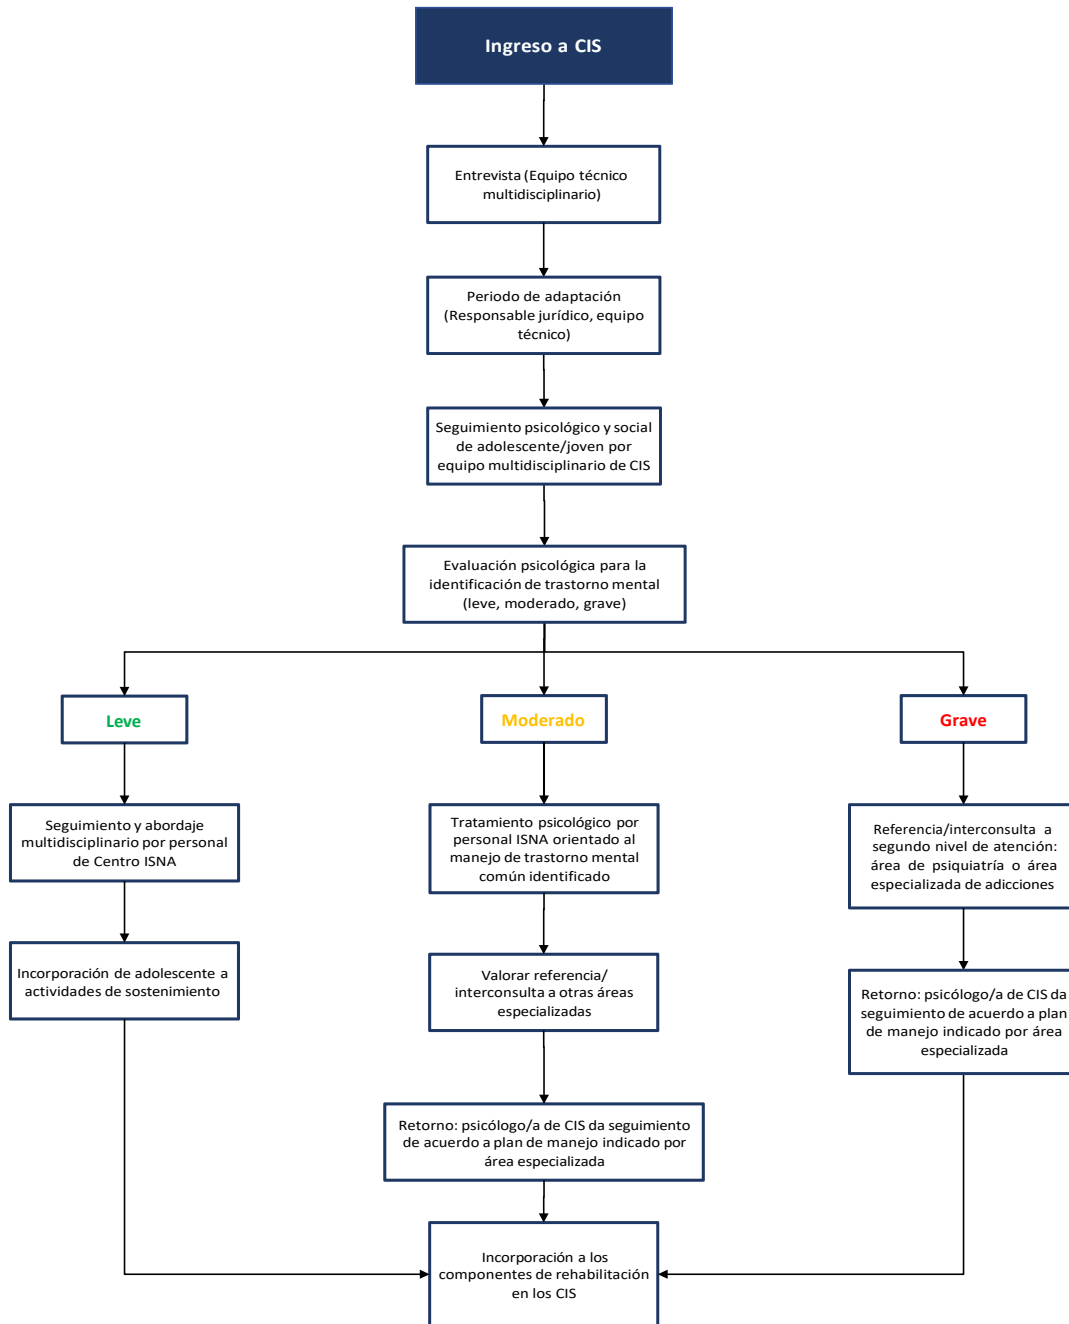 Ingreso a CIS
Entrevista (Equipo técnico
multidisciplinario)
Periodo de adaptación
(Responsable jurídico, equipo
técnico)
Seguimiento psicológico y social
de adolescente/joven por
equipo multidisciplinario de CIS
Evaluación psicológica para la
identificación de trastorno mental
(leve, moderado, grave)
Leve
Moderado
Grave
Seguimiento y abordaje
multidisciplinario por personal
de Centro ISNA
Tratamiento psicológico por
personal ISNA orientado al
manejo de trastorno mental
común identificado
Referencia/interconsulta a
segundo nivel de atención:
área de psiquiatría o área
especializada de adicciones
Incorporación de adolescente a
actividades de sostenimiento
Valorar referencia/
interconsulta a otras áreas
especializadas
Retorno: psicólogo/a de CIS da
seguimiento de acuerdo a plan
de manejo indicado por área
especializada
Retorno: psicólogo/a de CIS da seguimiento
de acuerdo a plan de manejo indicado por
área especializada
Incorporación a los
componentes de rehabilitación
en los CIS